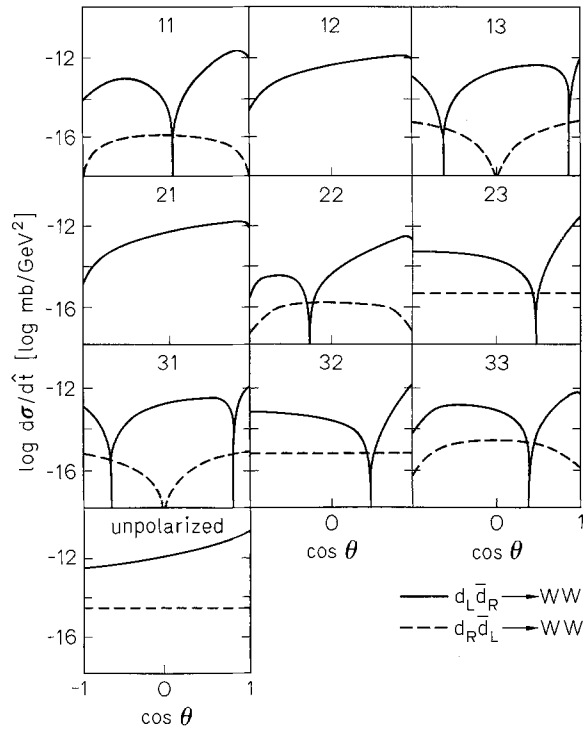 11 12 13
-12
-16
21 22 23
-12
-16
31 32 33
-12
-16
log dσ/dt̂ [log mb/GeV²]
unpolarized
0 0 1
cos θ cos θ
-12
-16
d_L d̄_R → WW
d_R d̄_L → WW
-1 0 1
cos θ